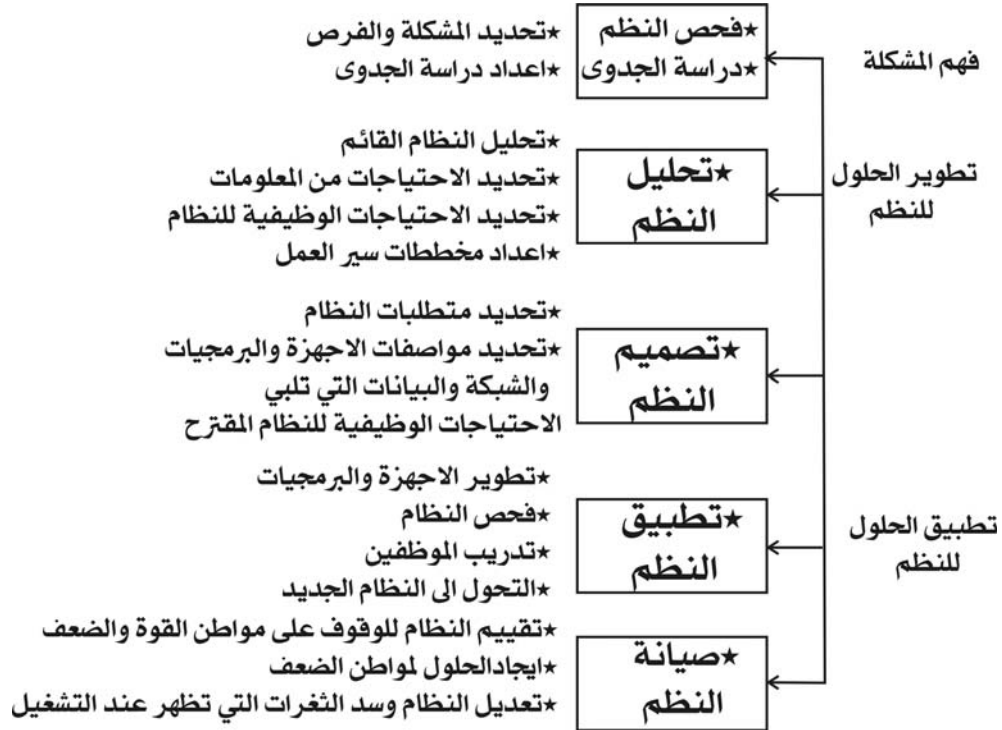 فهم المشكلة
★فحص النظم
★دراسة الجدوى
★تحديد المشكلة والفرص
★اعداد دراسة الجدوى
تطوير الحلول
للنظم
★تحليل
النظم
★تحليل النظام القائم
★تحديد الاحتياجات من المعلومات
★تحديد الاحتياجات الوظيفية للنظام
★اعداد مخططات سير العمل
★تصميم
النظم
★تحديد متطلبات النظام
★تحديد مواصفات الاجهزة والبرمجيات
والشبكة والبيانات التي تلبي
الاحتياجات الوظيفية للنظام المقترح
تطبيق الحلول
للنظم
★تطبيق
النظم
★تطوير الاجهزة والبرمجيات
★فحص النظام
★تدريب الموظفين
★التحول الى النظام الجديد
★صيانة
النظم
★تقييم النظام للوقوف على مواطن القوة والضعف
★ايجادالحلول لمواطن الضعف
★تعديل النظام وسد الثغرات التي تظهر عند التشغيل